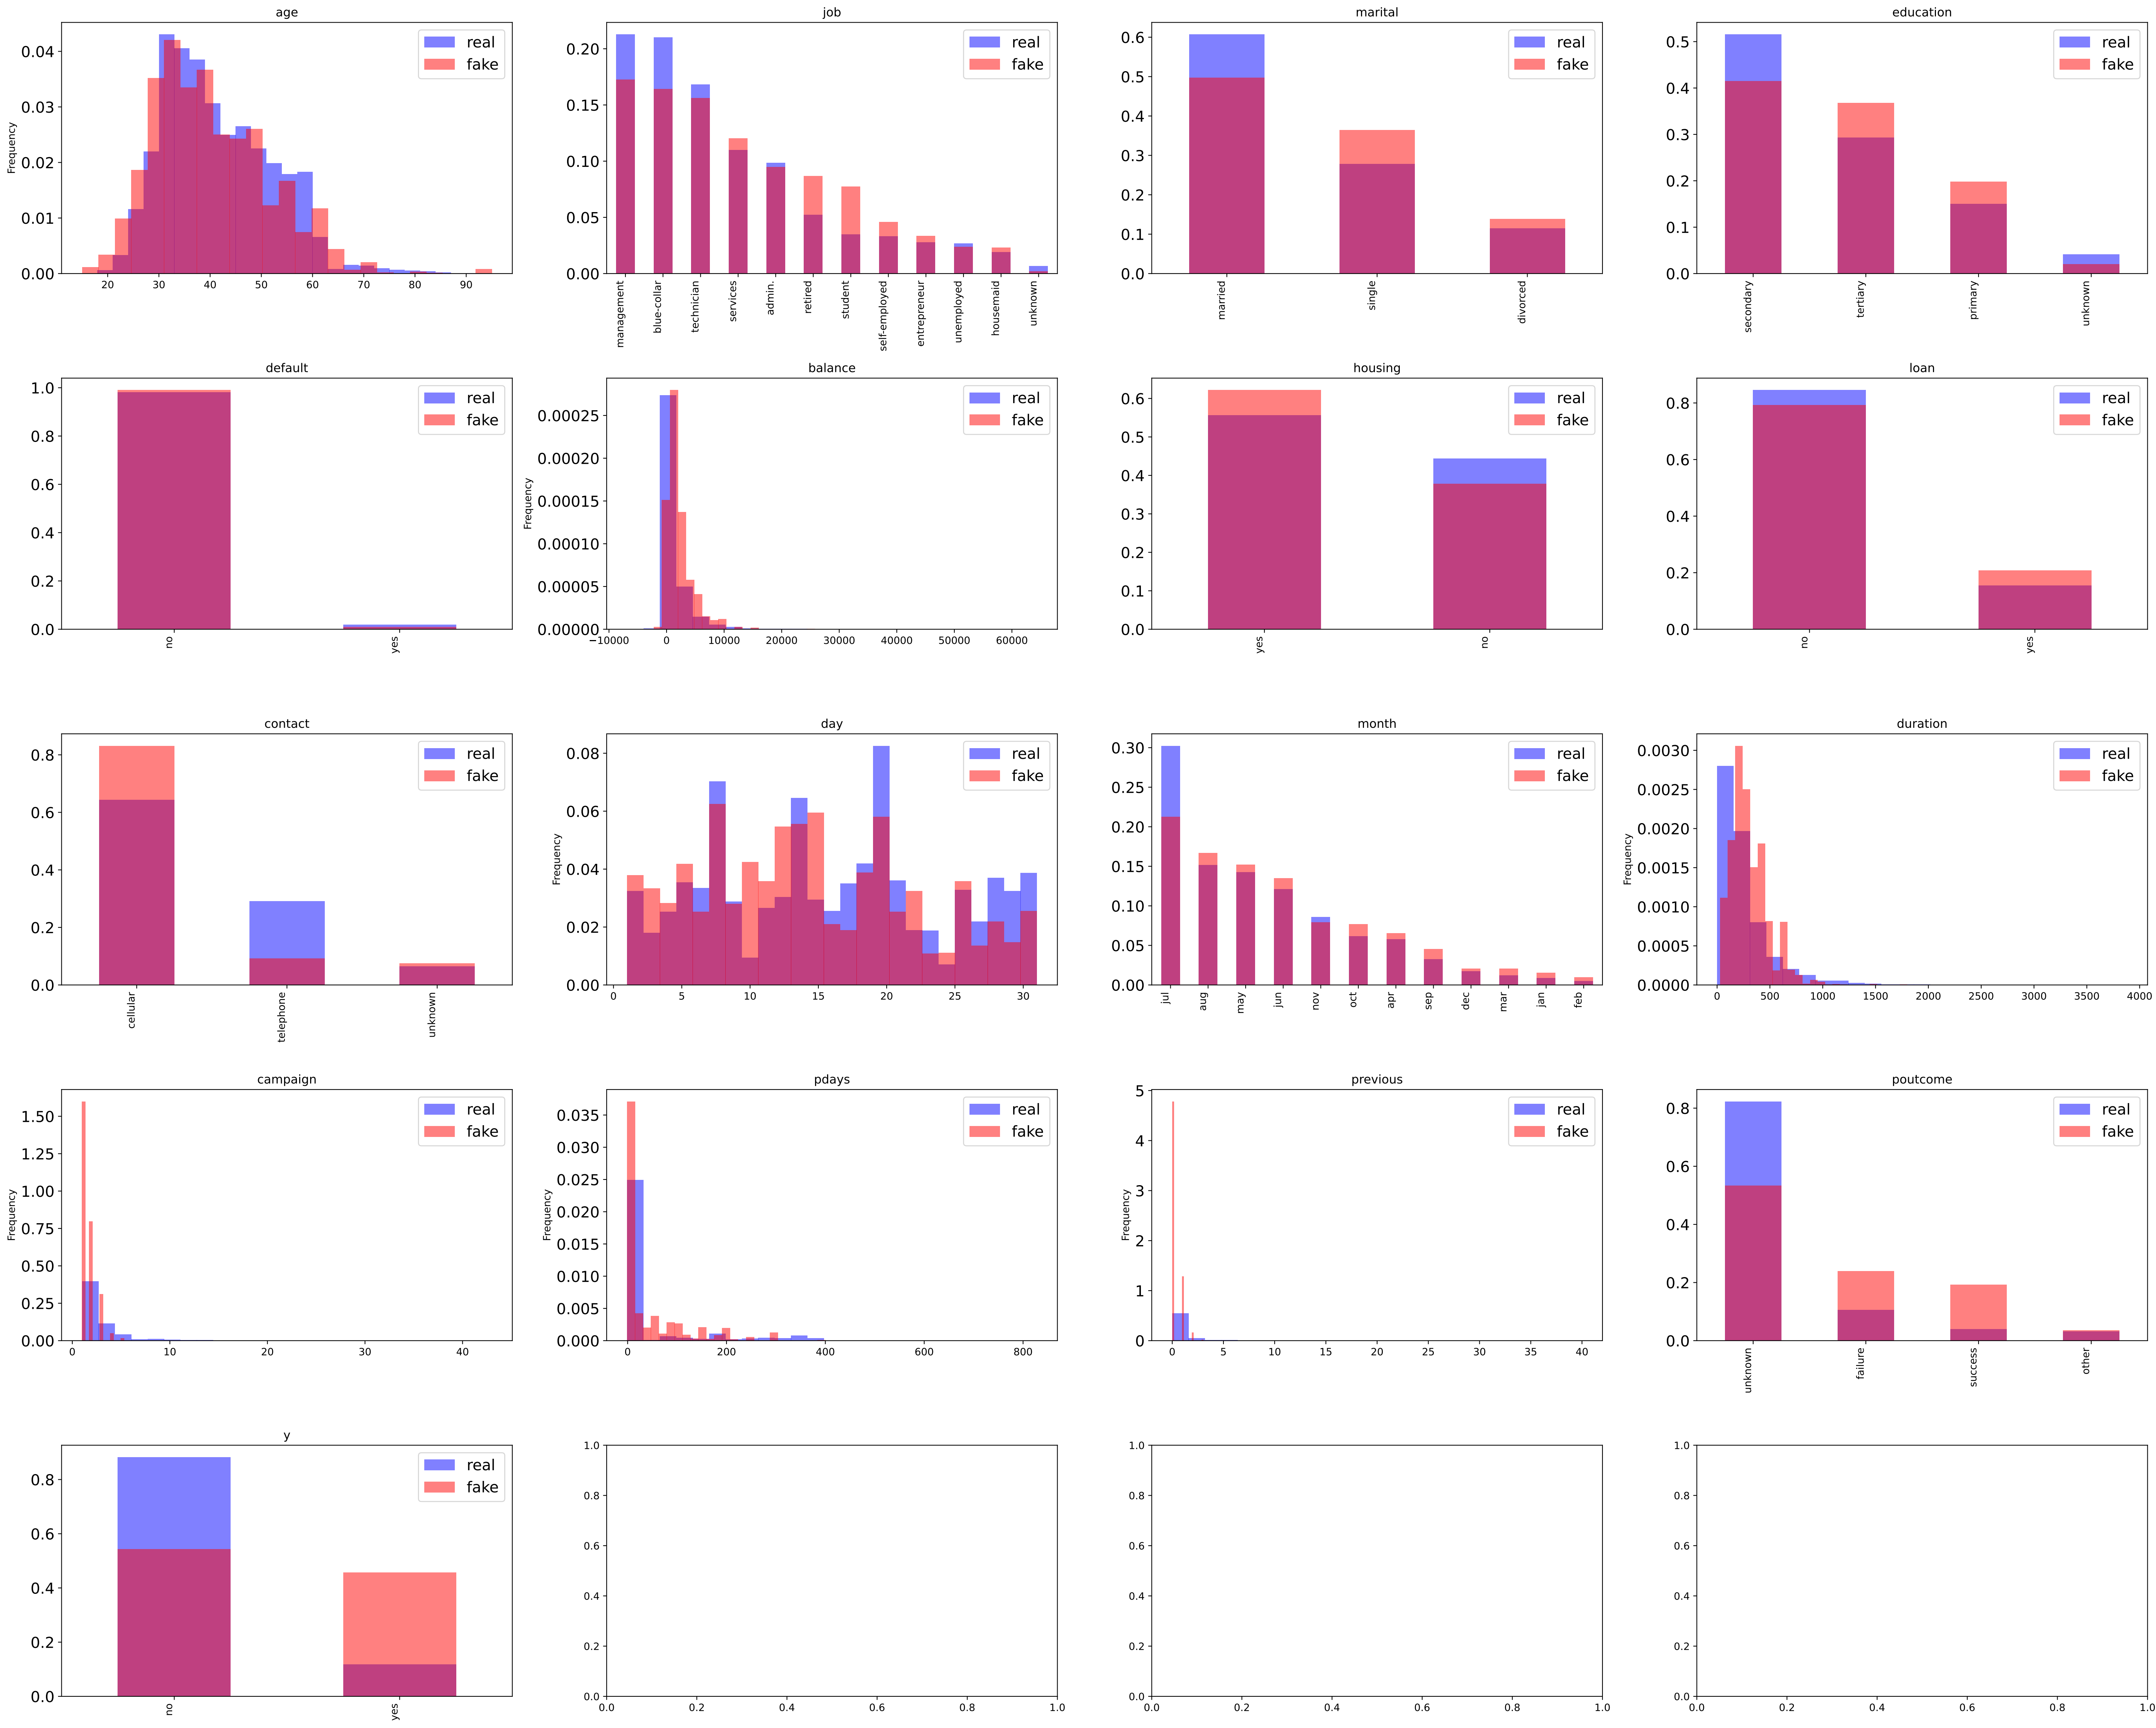 age
real
fake
Frequency
0.04
0.03
0.02
0.01
0.00
20 30 40 50 60 70 80 90
job
real
fake
0.20
0.15
0.10
0.05
0.00
management blue-collar technician services admin. retired student self-employed entrepreneur unemployed housemaid unknown
marital
real
fake
0.6
0.5
0.4
0.3
0.2
0.1
0.0
married single divorced
education
real
fake
0.5
0.4
0.3
0.2
0.1
0.0
secondary tertiary primary unknown
default
real
fake
1.0
0.8
0.6
0.4
0.2
0.0
no yes
balance
real
fake
Frequency
0.00025
0.00020
0.00015
0.00010
0.00005
0.00000
−10000 0 10000 20000 30000 40000 50000 60000
housing
real
fake
0.6
0.5
0.4
0.3
0.2
0.1
0.0
yes no
loan
real
fake
0.8
0.6
0.4
0.2
0.0
no yes
contact
real
fake
0.8
0.6
0.4
0.2
0.0
cellular telephone unknown
day
real
fake
Frequency
0.08
0.06
0.04
0.02
0.00
0 5 10 15 20 25 30
month
real
fake
0.30
0.25
0.20
0.15
0.10
0.05
0.00
jul aug may jun nov oct apr sep dec mar jan feb
duration
real
fake
Frequency
0.0030
0.0025
0.0020
0.0015
0.0010
0.0005
0.0000
0 500 1000 1500 2000 2500 3000 3500 4000
campaign
real
fake
Frequency
1.50
1.25
1.00
0.75
0.50
0.25
0.00
0 10 20 30 40
pdays
real
fake
Frequency
0.035
0.030
0.025
0.020
0.015
0.010
0.005
0.000
0 200 400 600 800
previous
real
fake
Frequency
5
4
3
2
1
0
0 5 10 15 20 25 30 35 40
poutcome
real
fake
0.8
0.6
0.4
0.2
0.0
unknown failure success other
y
real
fake
0.8
0.6
0.4
0.2
0.0
no yes
1.0
0.8
0.6
0.4
0.2
0.0
0.0 0.2 0.4 0.6 0.8 1.0
1.0
0.8
0.6
0.4
0.2
0.0
0.0 0.2 0.4 0.6 0.8 1.0
1.0
0.8
0.6
0.4
0.2
0.0
0.0 0.2 0.4 0.6 0.8 1.0